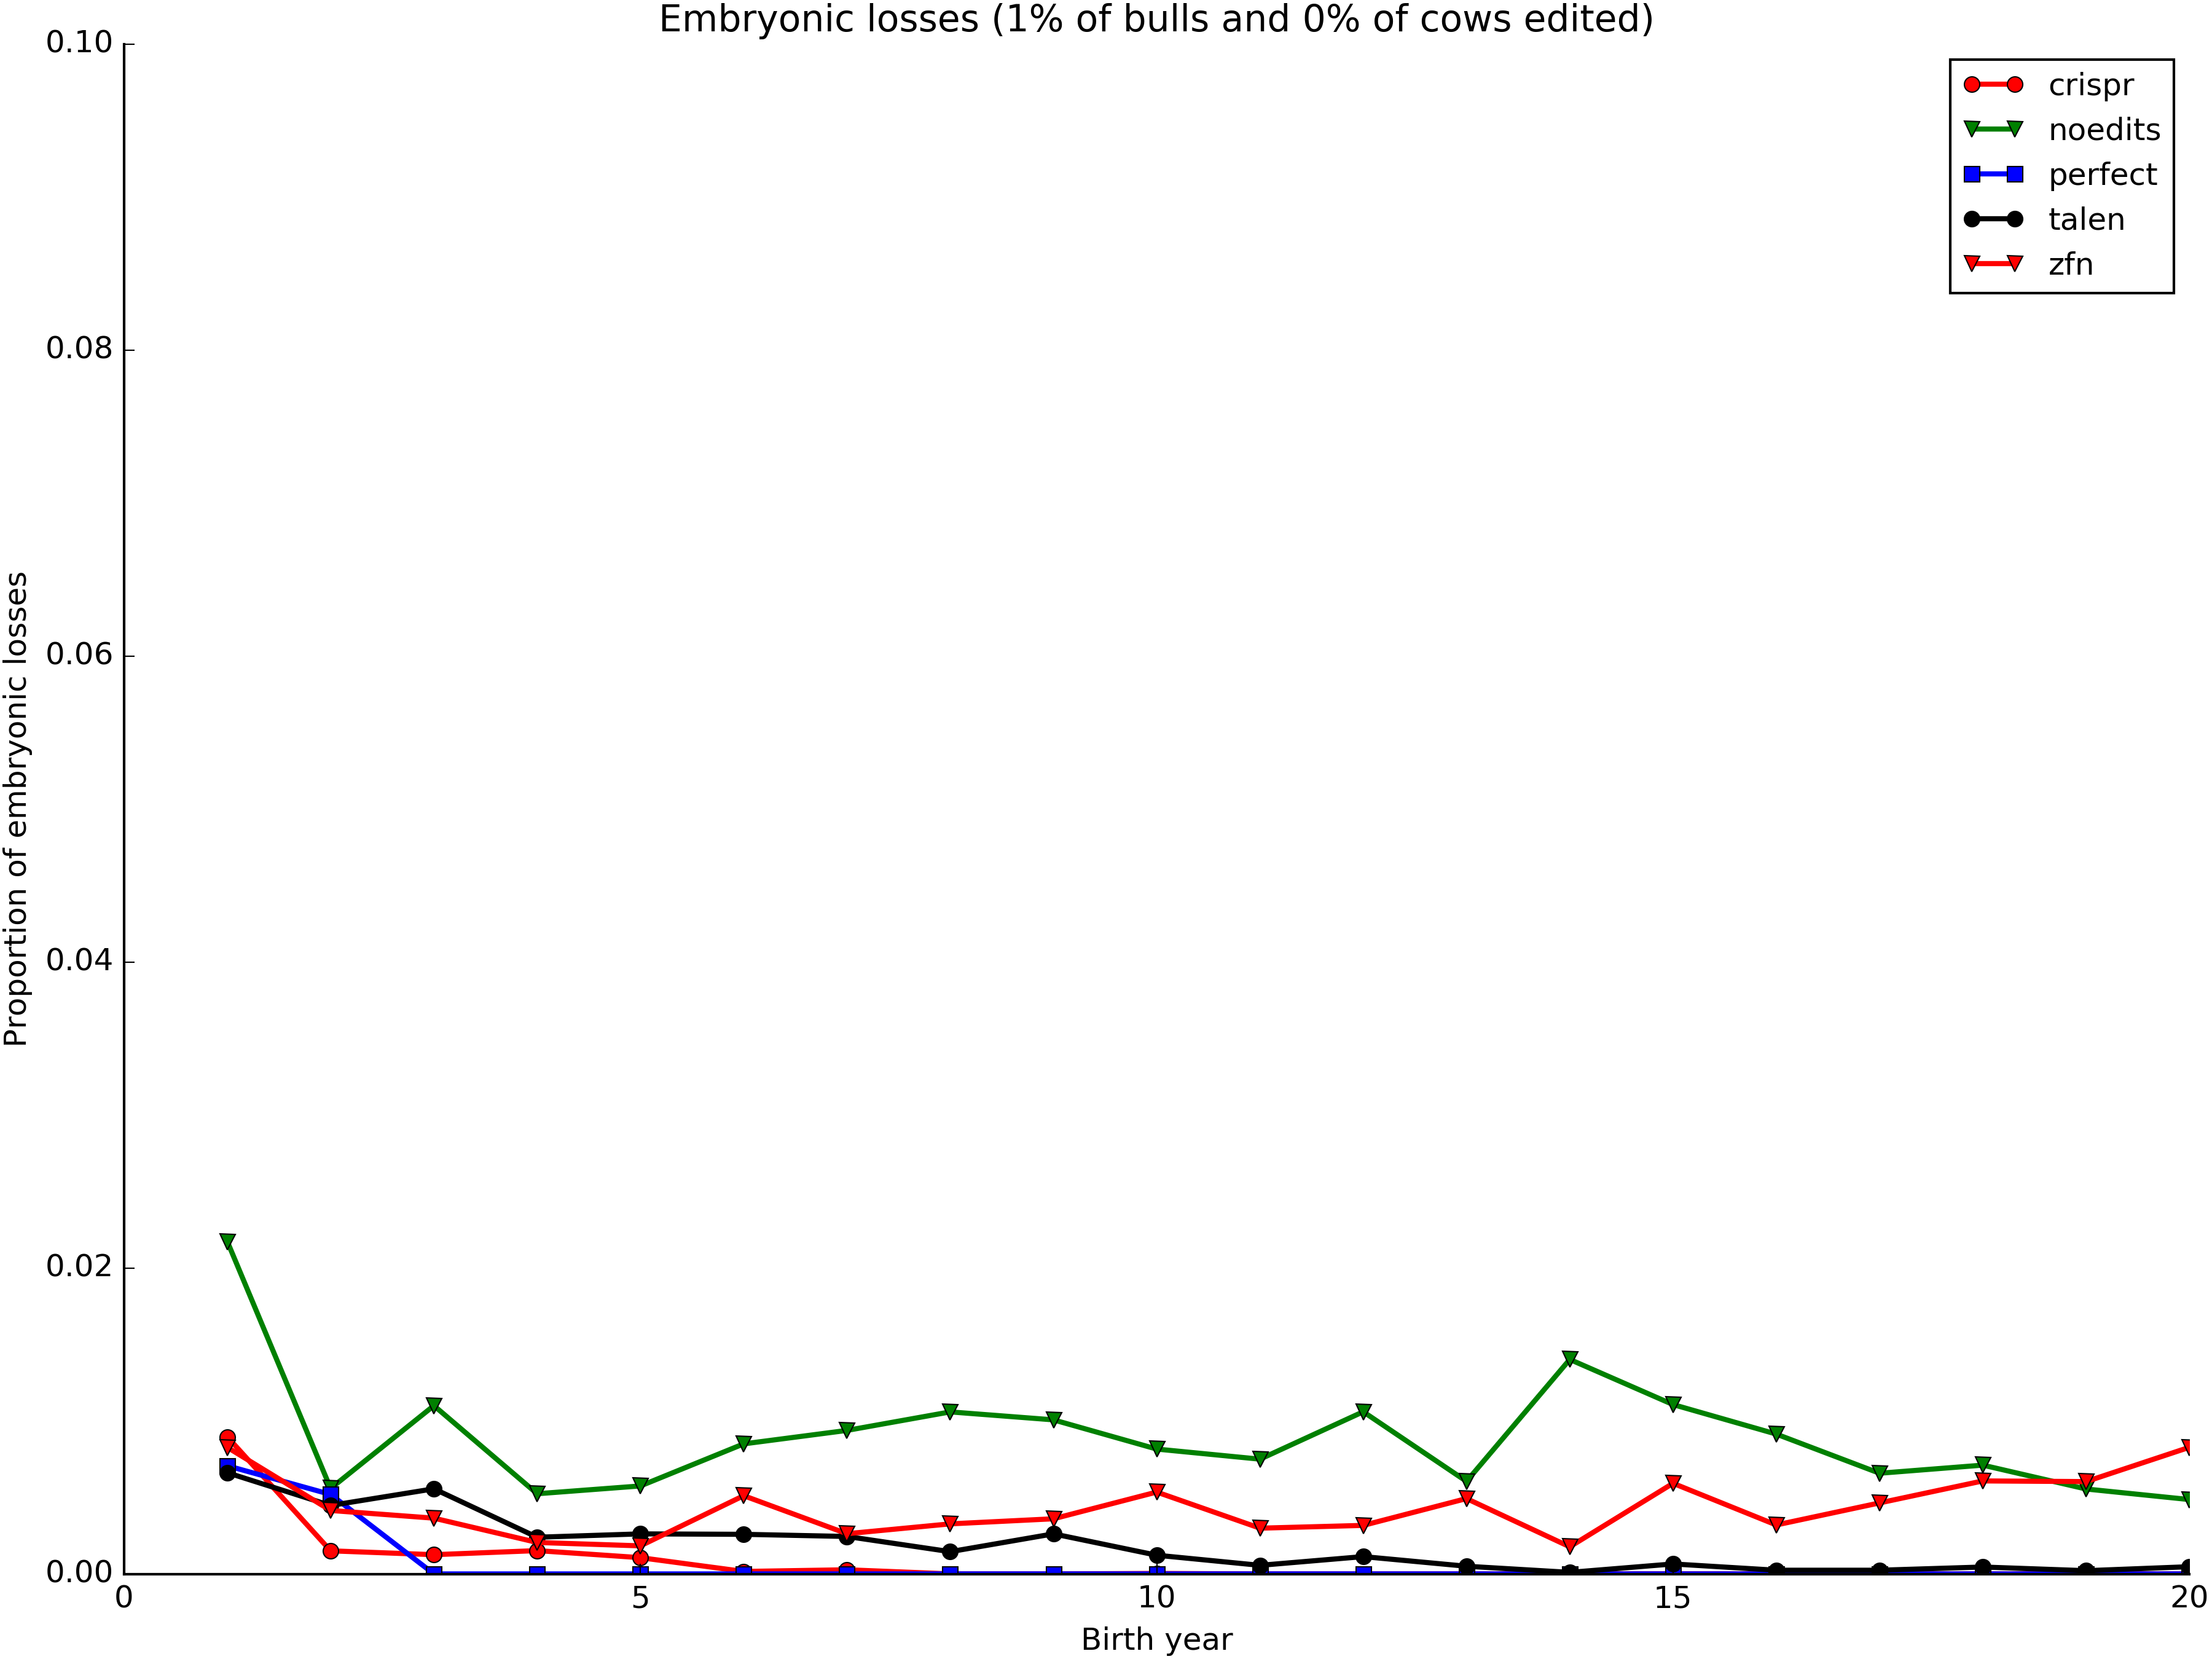 Embryonic losses (1% of bulls and 0% of cows edited)
0.10
0.08
0.06
0.04
0.02
0.00
Proportion of embryonic losses
crispr
noedits
perfect
talen
zfn
0
5
10
15
20
Birth year